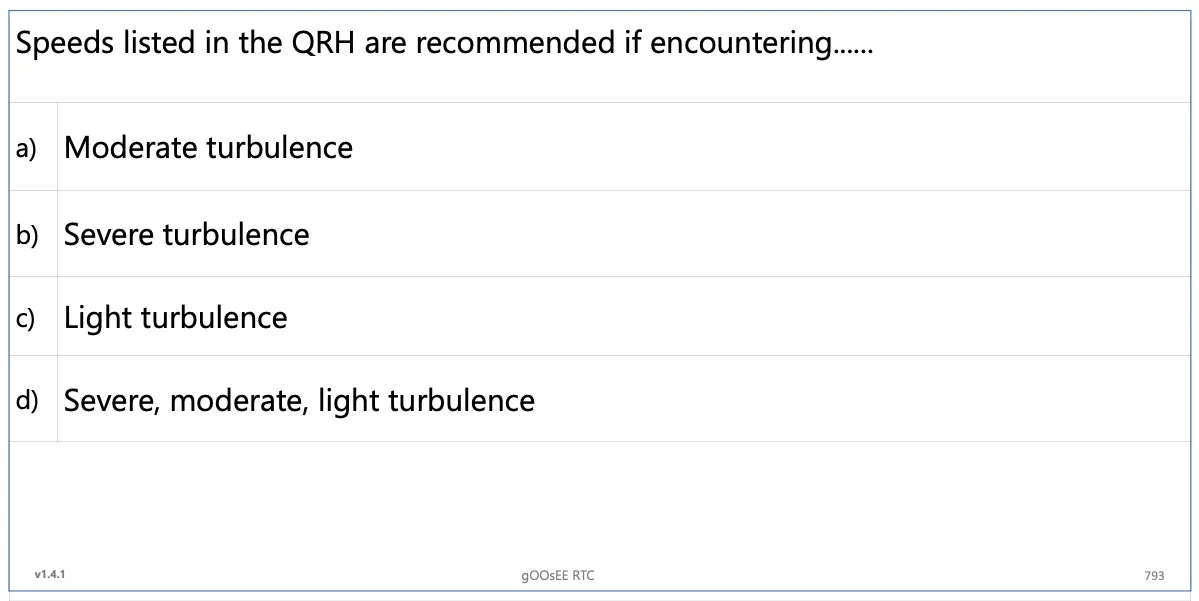 Speeds listed in the QRH are recommended if encountering......
a) Moderate turbulence
b) Severe turbulence
c) Light turbulence
d) Severe, moderate, light turbulence
v1.4.1 gOOsEE RTC 793